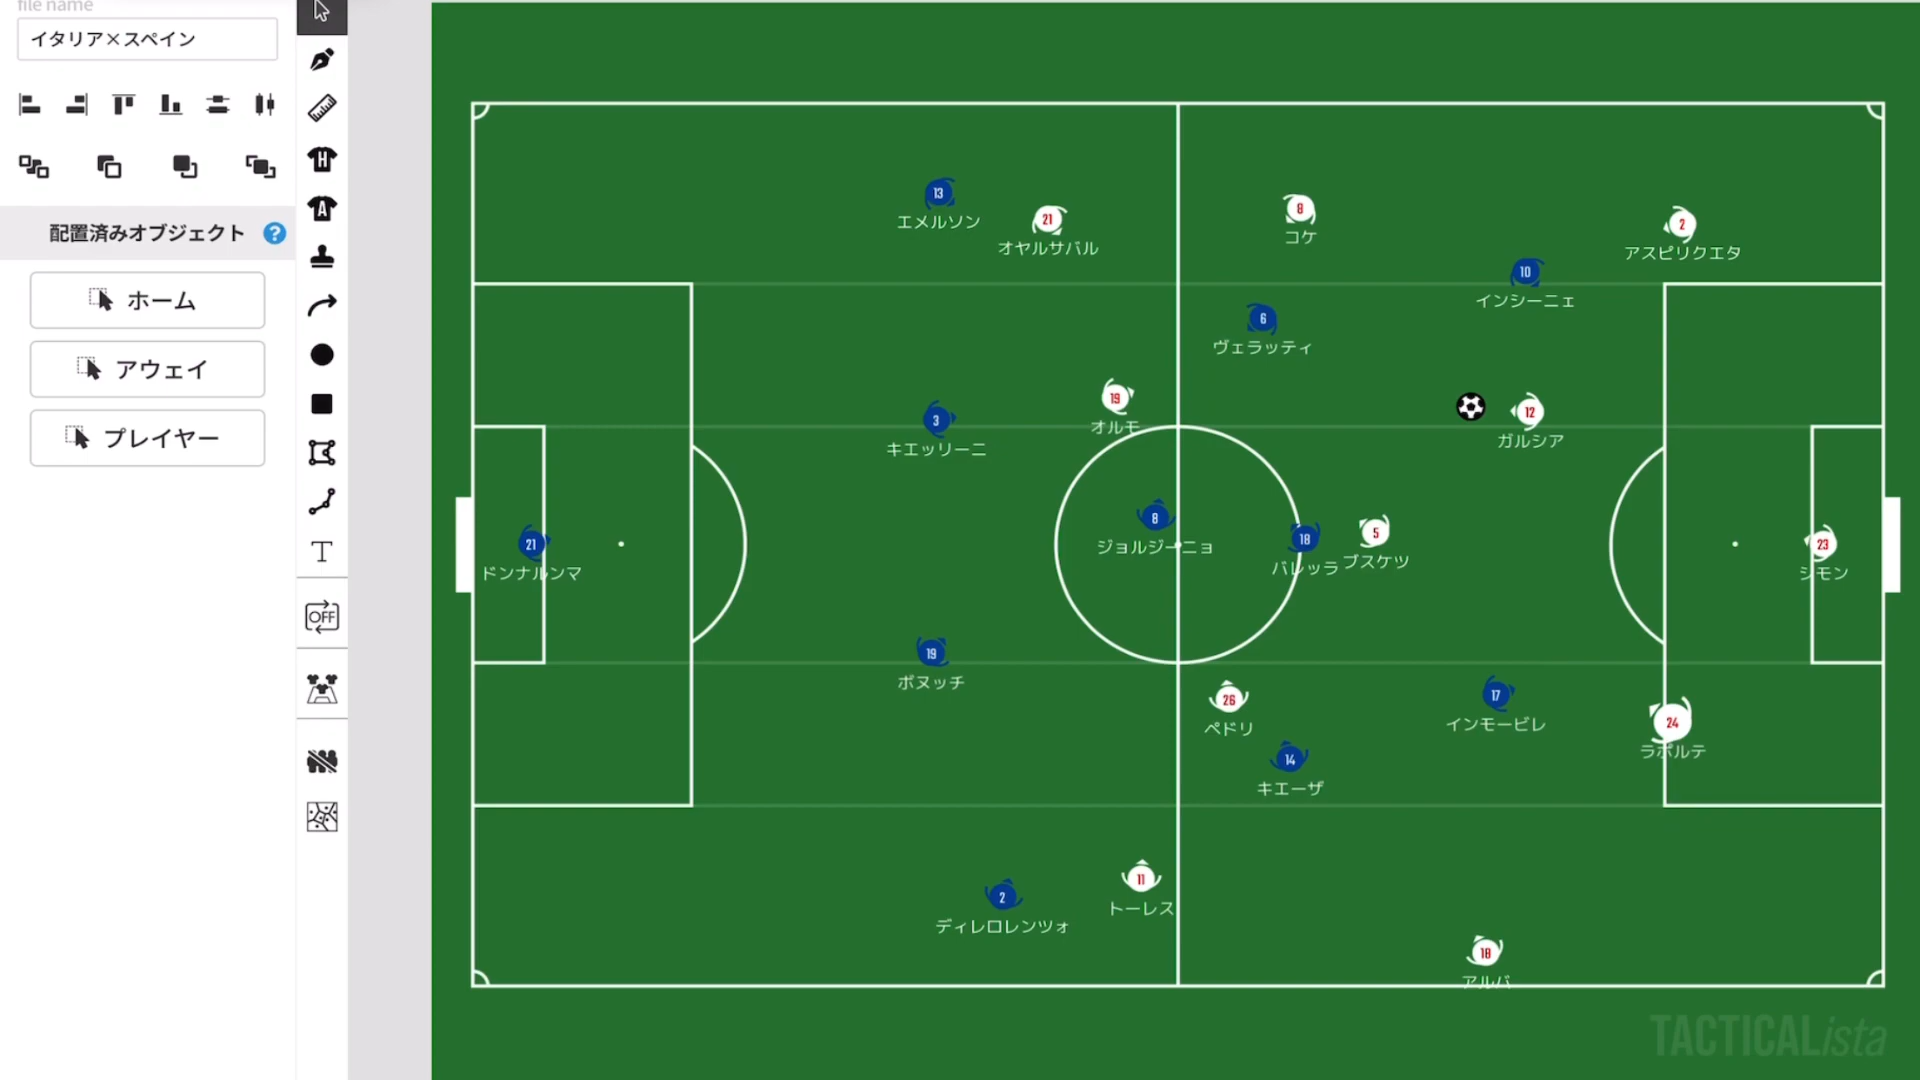 file name
イタリア×スペイン
配置済みオブジェクト ?
ホーム
アウェイ
プレイヤー
H
A
T
OFF
13
エメルソン
21
オヤルサバル
8
コケ
2
アスピリクエタ
10
インシーニェ
6
ヴェラッティ
19
オルモ
3
キエッリーニ
12
ガルシア
8
ジョルジーニョ
18
バレッラ
5
ブスケツ
21
ドンナルンマ
23
シモン
19
ボヌッチ
26
ペドリ
17
インモービレ
24
ラポルテ
14
キエーザ
2
ディレロレンツォ
11
トーレス
18
アルバ
TACTICALista